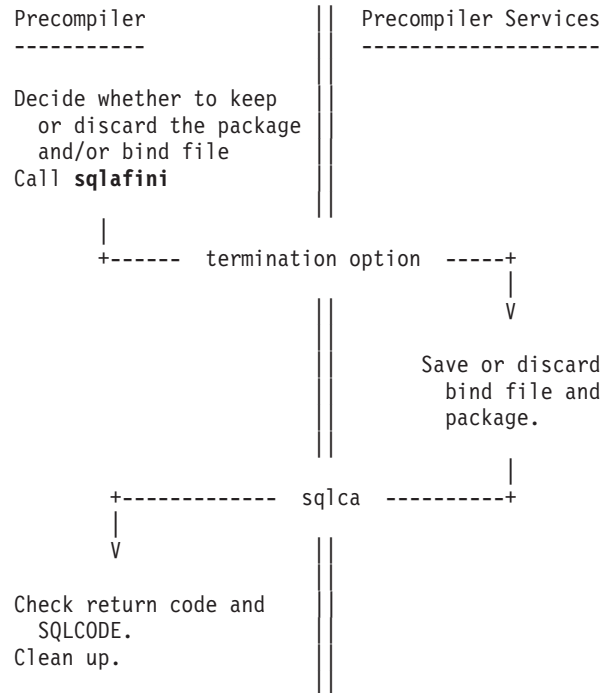 Precompiler || Precompiler Services
----------- || --------------------
Decide whether to keep
or discard the package
and/or bind file
Call sqlafini
|
+------ termination option -----+
|
V
Save or discard
bind file and
package.
|
+------------- sqlca ----------+
|
V
Check return code and
SQLCODE.
Clean up.